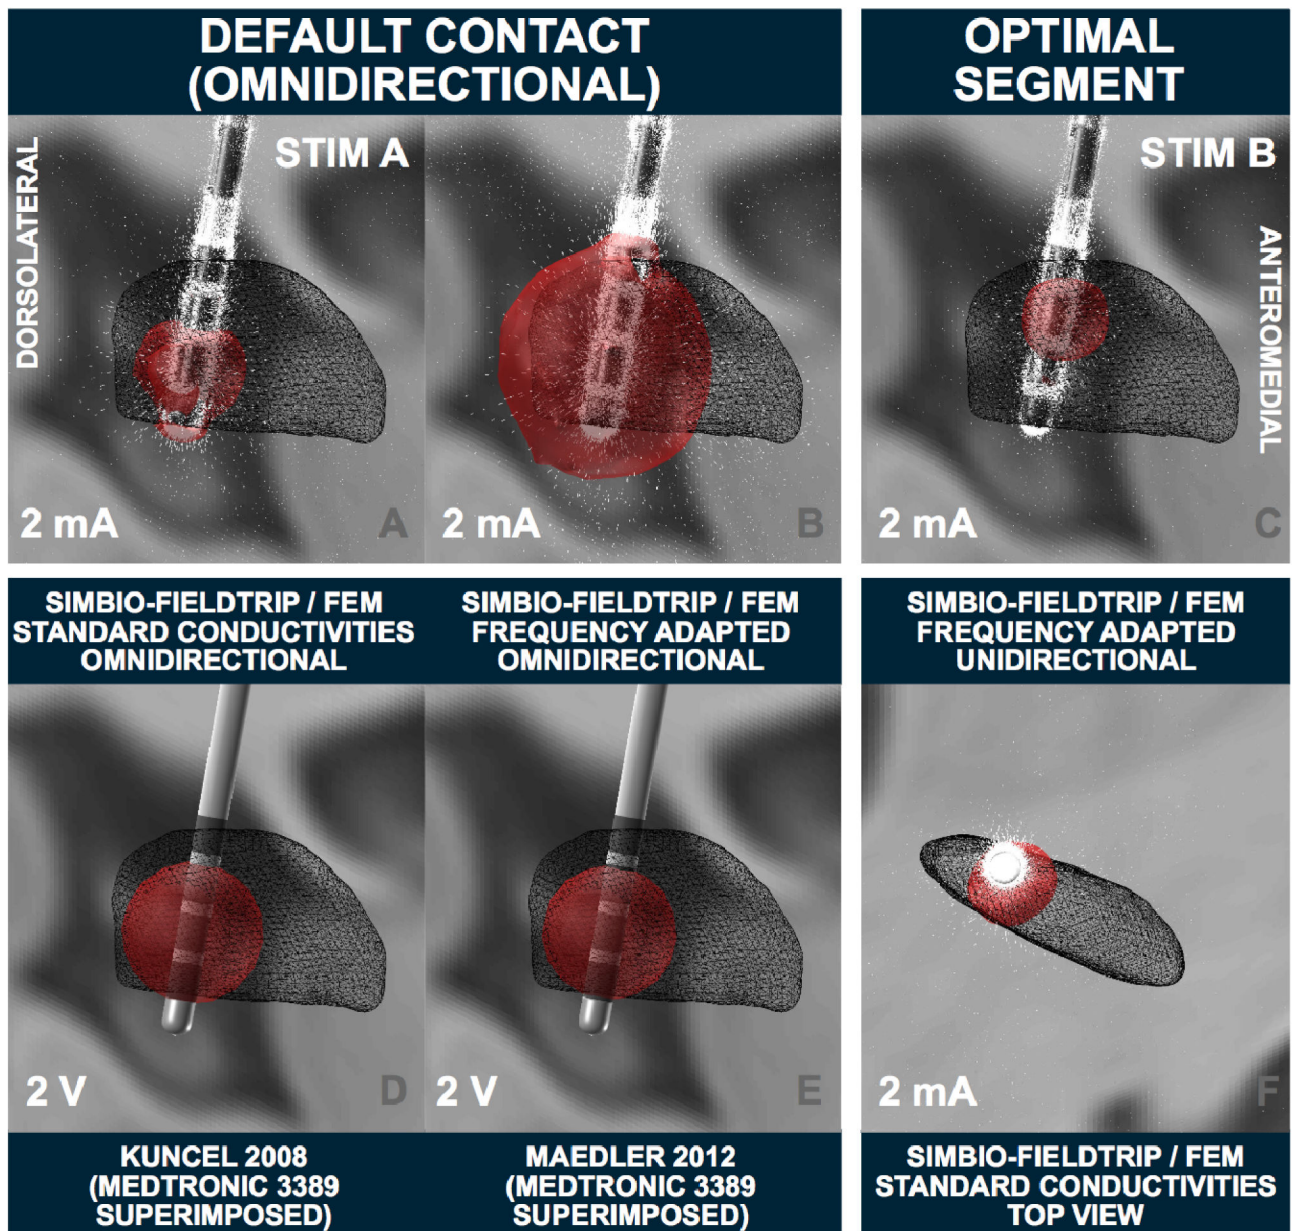 DEFAULT CONTACT
(OMNIDIRECTIONAL)
OPTIMAL
SEGMENT
DORSOLATERAL
STIM A
2 mA
A
2 mA
B
STIM B
ANTEROMEDIAL
2 mA
C
SIMBIO-FIELDTRIP / FEM
STANDARD CONDUCTIVITIES
OMNIDIRECTIONAL
SIMBIO-FIELDTRIP / FEM
FREQUENCY ADAPTED
OMNIDIRECTIONAL
SIMBIO-FIELDTRIP / FEM
FREQUENCY ADAPTED
UNIDIRECTIONAL
2 V
D
2 V
E
2 mA
F
KUNCEL 2008
(MEDTRONIC 3389
SUPERIMPOSED)
MAEDLER 2012
(MEDTRONIC 3389
SUPERIMPOSED)
SIMBIO-FIELDTRIP / FEM
STANDARD CONDUCTIVITIES
TOP VIEW